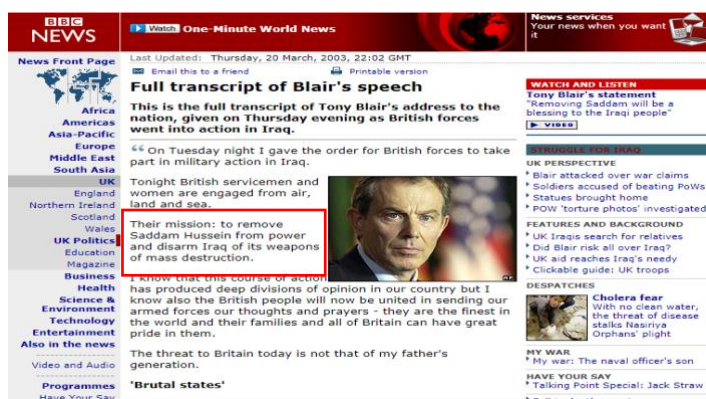 BBC
NEWS
Watch One-Minute World News
News services
Your news when you want
it
News Front Page
Africa
Americas
Asia-Pacific
Europe
Middle East
South Asia
UK
England
Northern Ireland
Scotland
Wales
UK Politics
Education
Magazine
Business
Health
Science &
Environment
Technology
Entertainment
Also in the news
Video and Audio
Programmes
Have Your Say
Last Updated: Thursday, 20 March, 2003, 22:02 GMT
Email this to a friend
Printable version
Full transcript of Blair's speech
This is the full transcript of Tony Blair's address to the
nation, given on Thursday evening as British forces
went into action in Iraq.
“ On Tuesday night I gave the order for British forces to take
part in military action in Iraq.
Tonight British servicemen and
women are engaged from air,
land and sea.
Their mission: to remove
Saddam Hussein from power
and disarm Iraq of its weapons
of mass destruction.
I know that this course of action
has produced deep divisions of opinion in our country but I
know also the British people will now be united in sending our
armed forces our thoughts and prayers - they are the finest in
the world and their families and all of Britain can have great
pride in them.
The threat to Britain today is not that of my father's
generation.
'Brutal states'
WATCH AND LISTEN
Tony Blair's statement
"Removing Saddam will be a
blessing to the Iraqi people"
VIDEO
STRUGGLE FOR IRAQ
UK PERSPECTIVE
Blair attacked over war claims
Soldiers accused of beating PoWs
Statues brought home
POW 'torture photos' investigated
FEATURES AND BACKGROUND
UK Iraqis search for relatives
Did Blair risk all over Iraq?
UK aid reaches Iraq's needy
Clickable guide: UK troops
DESPATCHES
Cholera fear
With no clean water,
the threat of disease
stalks Nasiriya
Orphans' plight
MY WAR
My war: The naval officer's son
HAVE YOUR SAY
Talking Point Special: Jack Straw